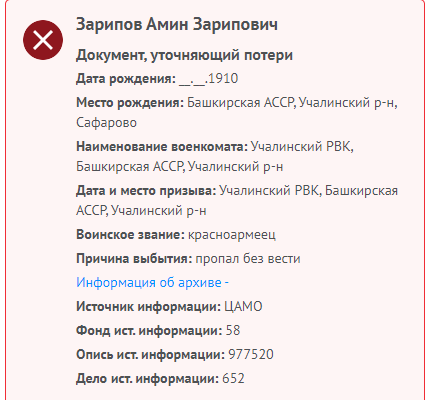 Зарипов Амин Зарипович
Документ, уточняющий потери
Дата рождения: __.__.1910
Место рождения: Башкирская АССР, Учалинский р-н,
Сафарово
Наименование военкомата: Учалинский РВК,
Башкирская АССР, Учалинский р-н
Дата и место призыва: Учалинский РВК, Башкирская
АССР, Учалинский р-н
Воинское звание: красноармеец
Причина выбытия: пропал без вести
Информация об архиве -
Источник информации: ЦАМО
Фонд ист. информации: 58
Опись ист. информации: 977520
Дело ист. информации: 652